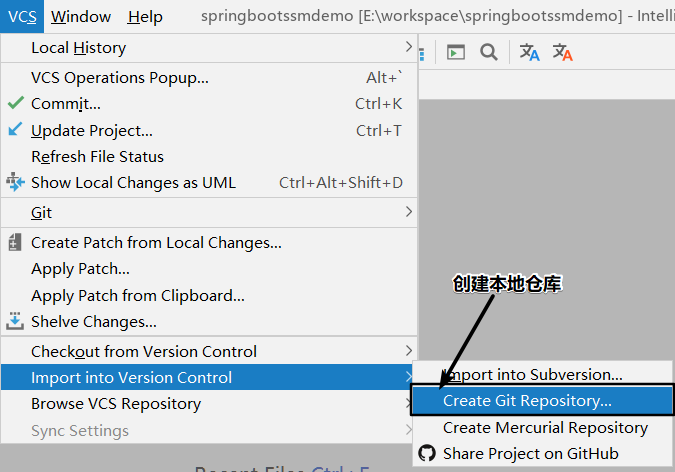 VCS Window Help springbootssmdemo [E:\workspace\springbootssmdemo] - Intelli
Local History
VCS Operations Popup... Alt+`
Commit... Ctrl+K
Update Project... Ctrl+T
Refresh File Status
Show Local Changes as UML Ctrl+Alt+Shift+D
Git
Create Patch from Local Changes...
Apply Patch...
Apply Patch from Clipboard...
Shelve Changes...
Checkout from Version Control
Import into Version Control
Browse VCS Repository
Sync Settings
创建本地仓库
Import into Subversion...
Create Git Repository...
Create Mercurial Repository
Share Project on GitHub